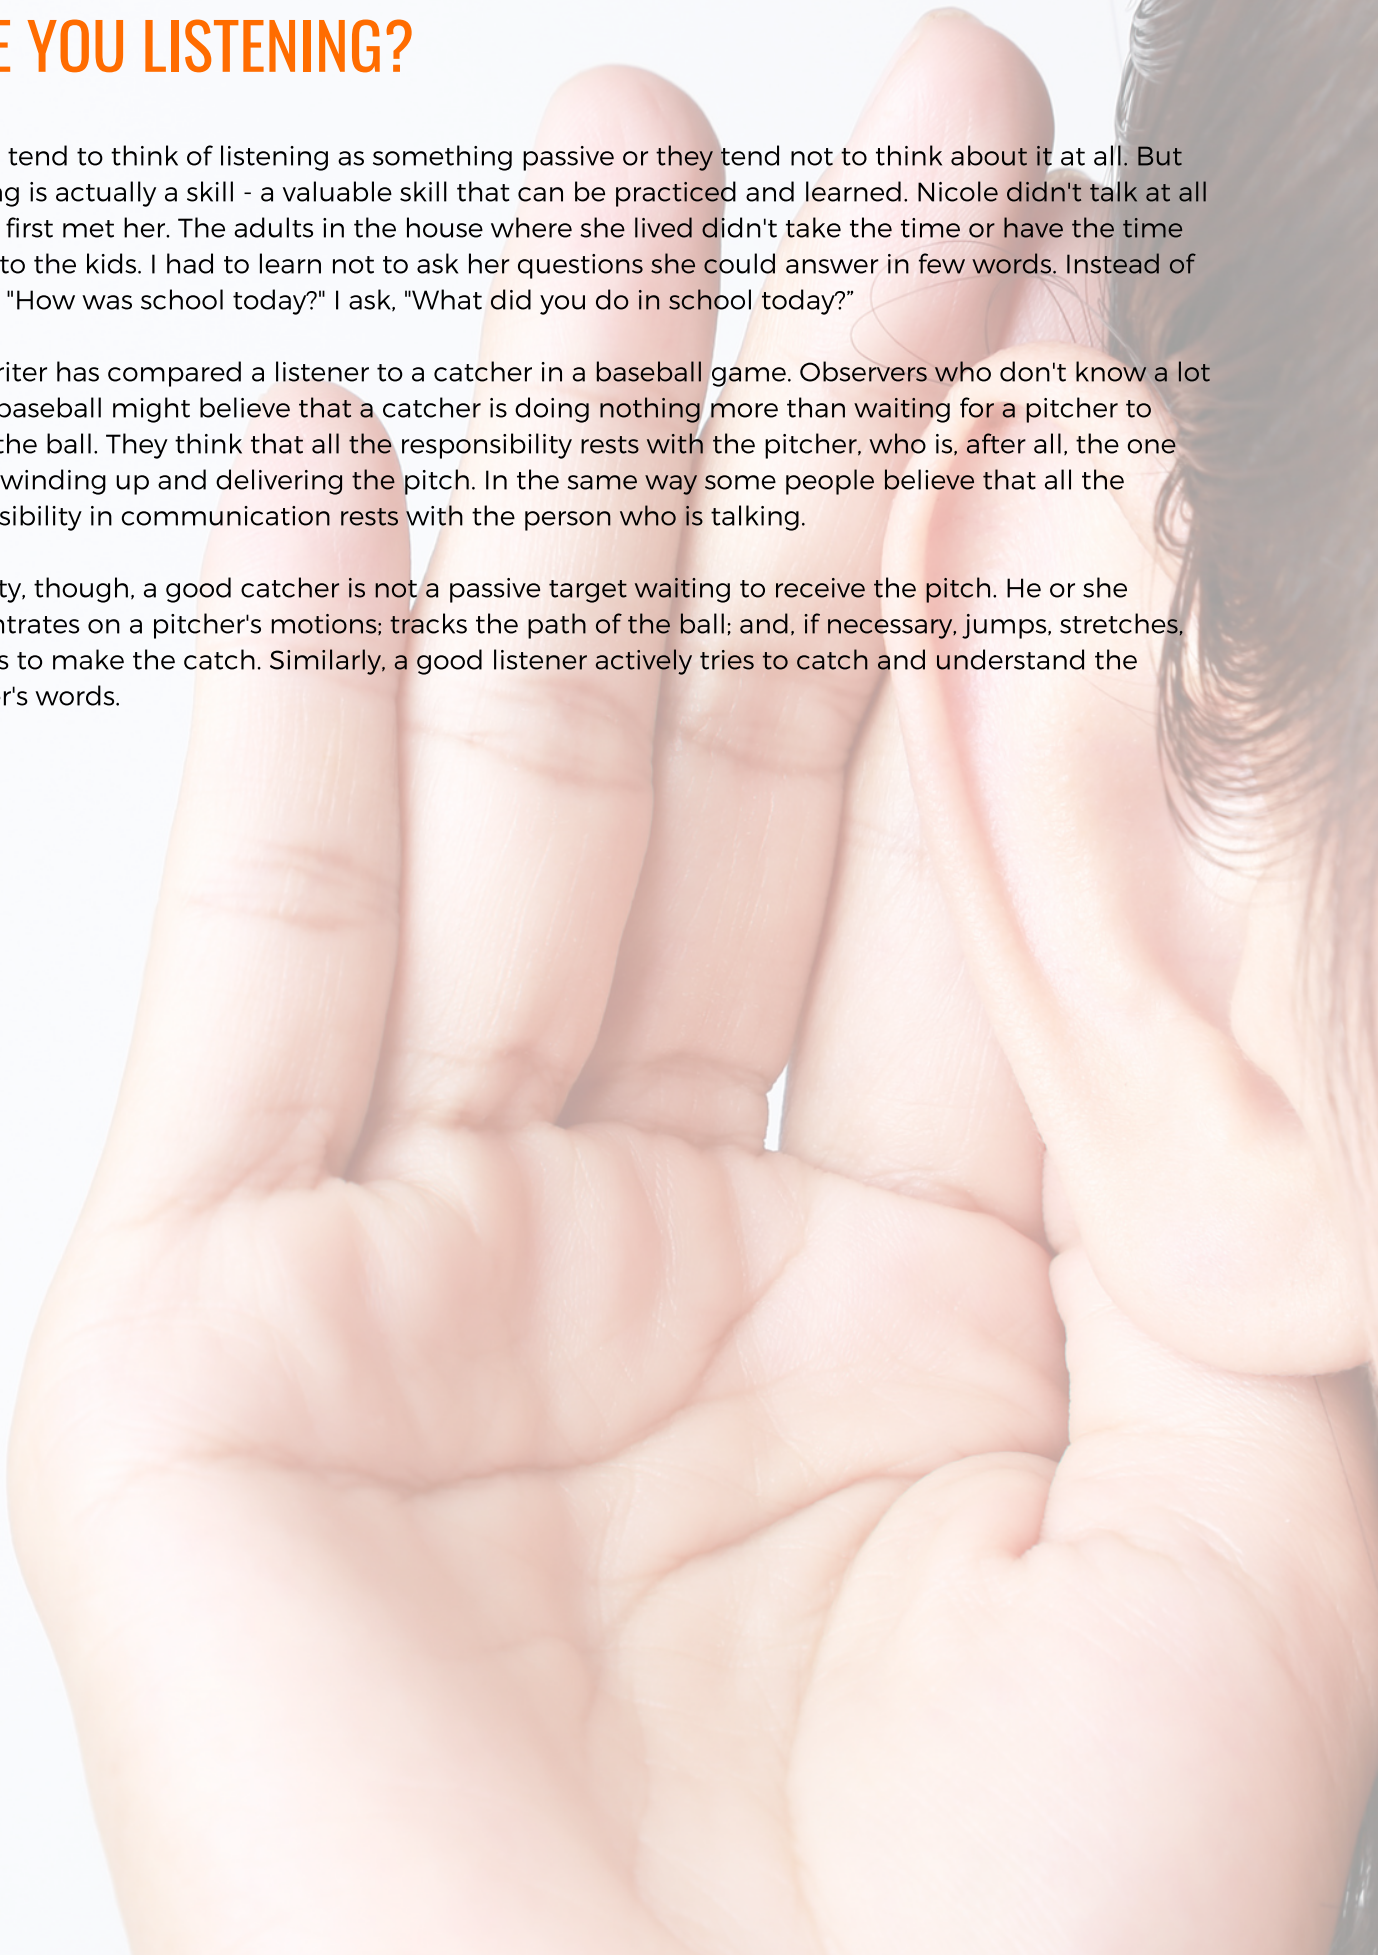 E YOU LISTENING?
tend to think of listening as something passive or they tend not to think about it at all. But
ng is actually a skill - a valuable skill that can be practiced and learned. Nicole didn't talk at all
first met her. The adults in the house where she lived didn't take the time or have the time
to the kids. I had to learn not to ask her questions she could answer in few words. Instead of
"How was school today?" I ask, "What did you do in school today?”
riter has compared a listener to a catcher in a baseball game. Observers who don't know a lot
baseball might believe that a catcher is doing nothing more than waiting for a pitcher to
the ball. They think that all the responsibility rests with the pitcher, who is, after all, the one
winding up and delivering the pitch. In the same way some people believe that all the
sibility in communication rests with the person who is talking.
ty, though, a good catcher is not a passive target waiting to receive the pitch. He or she
ntrates on a pitcher's motions; tracks the path of the ball; and, if necessary, jumps, stretches,
s to make the catch. Similarly, a good listener actively tries to catch and understand the
r's words.